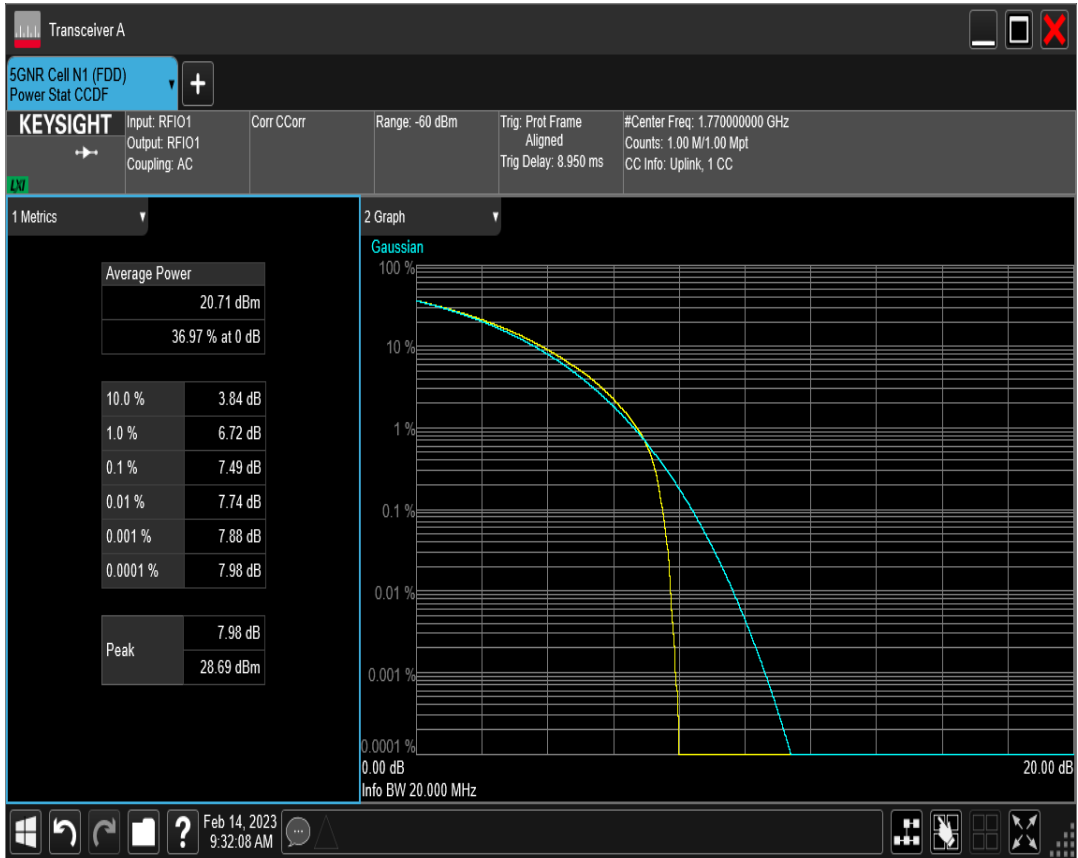 Transceiver A
5GNR Cell N1 (FDD)
Power Stat CCDF
+
KEYSIGHT
LXI
Input: RFIO1
Output: RFIO1
Coupling: AC
Corr CCorr
Range: -60 dBm
Trig: Prot Frame
Aligned
Trig Delay: 8.950 ms
#Center Freq: 1.770000000 GHz
Counts: 1.00 M/1.00 Mpt
CC Info: Uplink, 1 CC
1 Metrics
Average Power
20.71 dBm
36.97 % at 0 dB
10.0 % 3.84 dB
1.0 % 6.72 dB
0.1 % 7.49 dB
0.01 % 7.74 dB
0.001 % 7.88 dB
0.0001 % 7.98 dB
Peak
7.98 dB
28.69 dBm
2 Graph
Gaussian
100 %
10 %
1 %
0.1 %
0.01 %
0.001 %
0.0001 %
0.00 dB 20.00 dB
Info BW 20.000 MHz
?
Feb 14, 2023
9:32:08 AM